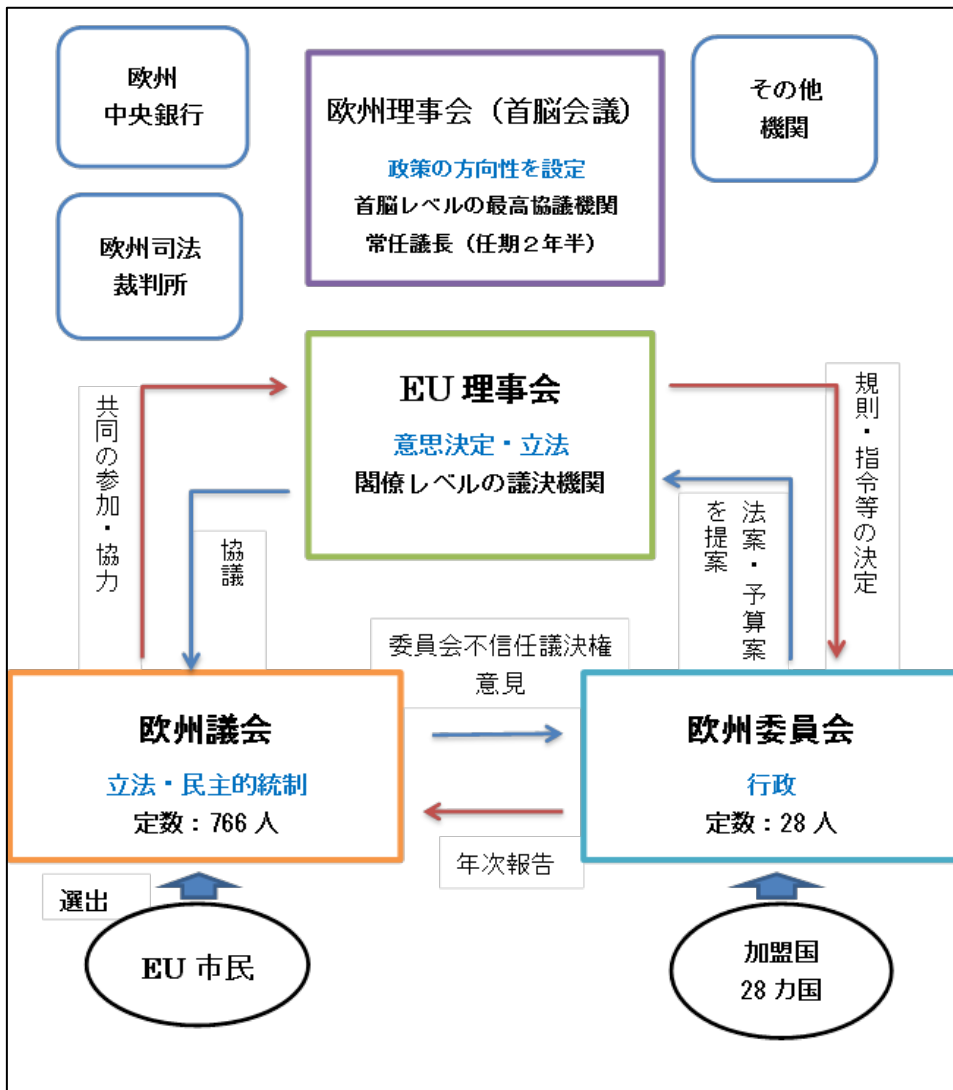 欧州
中央銀行
欧州理事会（首脳会議）
政策の方向性を設定
首脳レベルの最高協議機関
常任議長（任期２年半）
その他
機関
欧州司法
裁判所
EU 理事会
意思決定・立法
閣僚レベルの議決機関
共同の参加・協力
協議
法案・予算案
を提案
規則・指令等の決定
委員会不信任議決権
意見
欧州議会
立法・民主的統制
定数：766 人
欧州委員会
行政
定数：28 人
年次報告
選出
EU 市民
加盟国
28 カ国